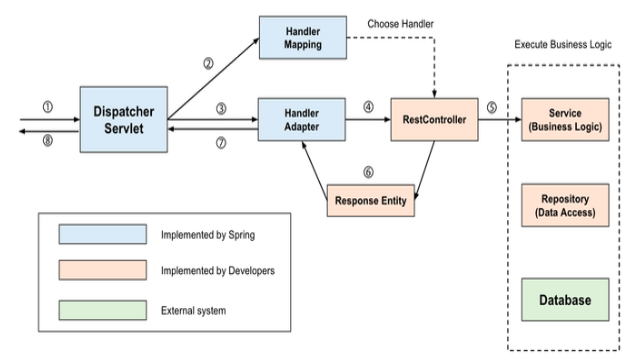 Choose Handler
Handler
Mapping
Execute Business Logic
②
①
Dispatcher
Servlet
③
Handler
Adapter
④
RestController
⑤
Service
(Business Logic)
⑧
⑦
⑥
Response Entity
Repository
(Data Access)
Implemented by Spring
Implemented by Developers
External system
Database